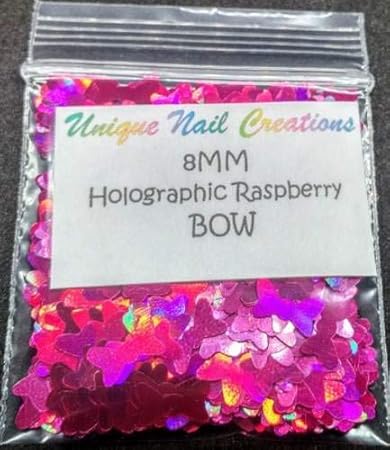 Unique Nail Creations
8MM
Holographic Raspberry
BOW